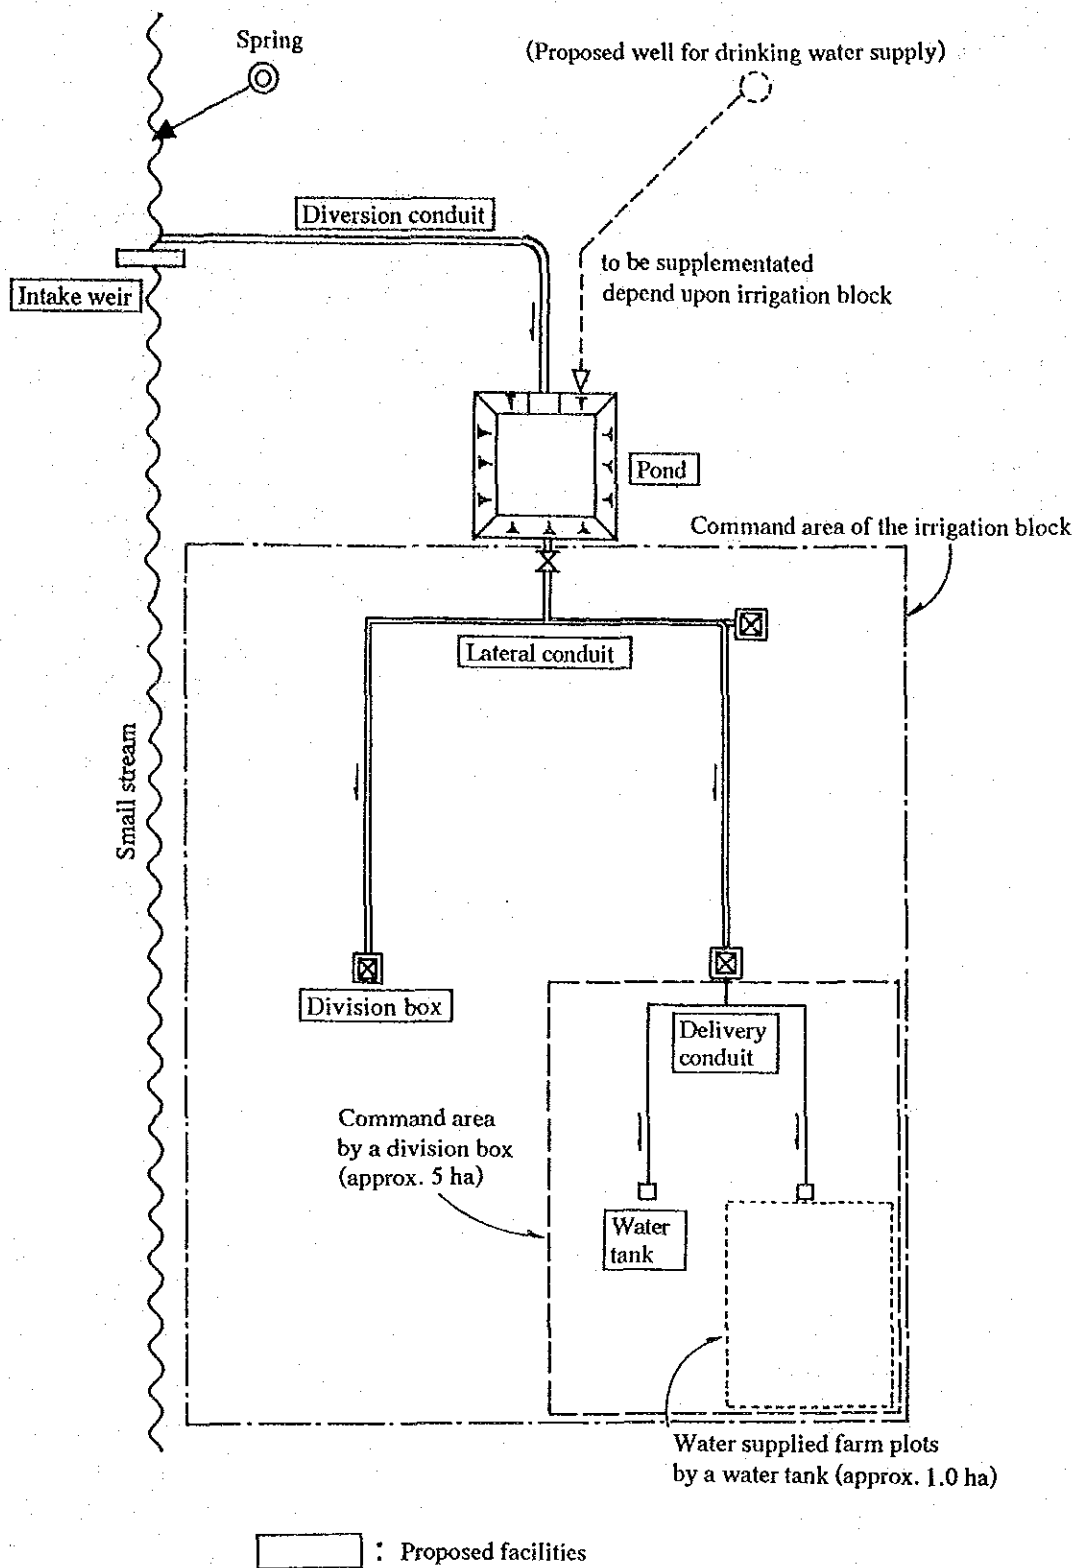 Spring
(Proposed well for drinking water supply)
Diversion conduit
to be supplementated
depend upon irrigation block
Intake weir
Pond
Command area of the irrigation block
Lateral conduit
Small stream
Division box
Delivery
conduit
Command area
by a division box
(approx. 5 ha)
Water
tank
Water supplied farm plots
by a water tank (approx. 1.0 ha)
: Proposed facilities